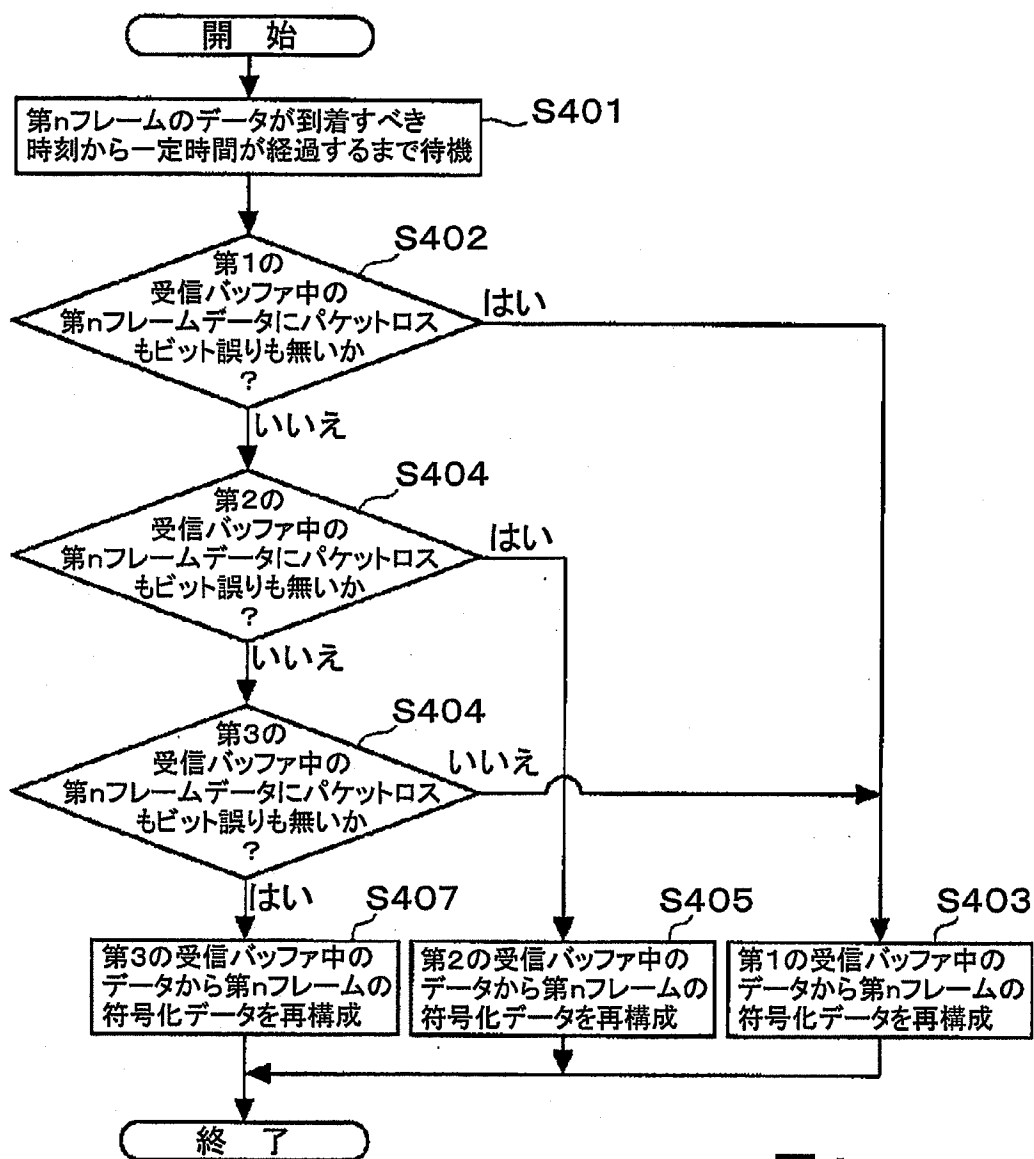 開 始
第nフレームのデータが到着すべき
時刻から一定時間が経過するまで待機
S401
S402
第1の
受信バッファ中の
第nフレームデータにパケットロス
もビット誤りも無いか
?
はい
いいえ
S404
第2の
受信バッファ中の
第nフレームデータにパケットロス
もビット誤りも無いか
?
はい
いいえ
S404
第3の
受信バッファ中の
第nフレームデータにパケットロス
もビット誤りも無いか
?
いいえ
はい
S407
第3の受信バッファ中の
データから第nフレームの
符号化データを再構成
S405
第2の受信バッファ中の
データから第nフレームの
符号化データを再構成
S403
第1の受信バッファ中の
データから第nフレームの
符号化データを再構成
終 了